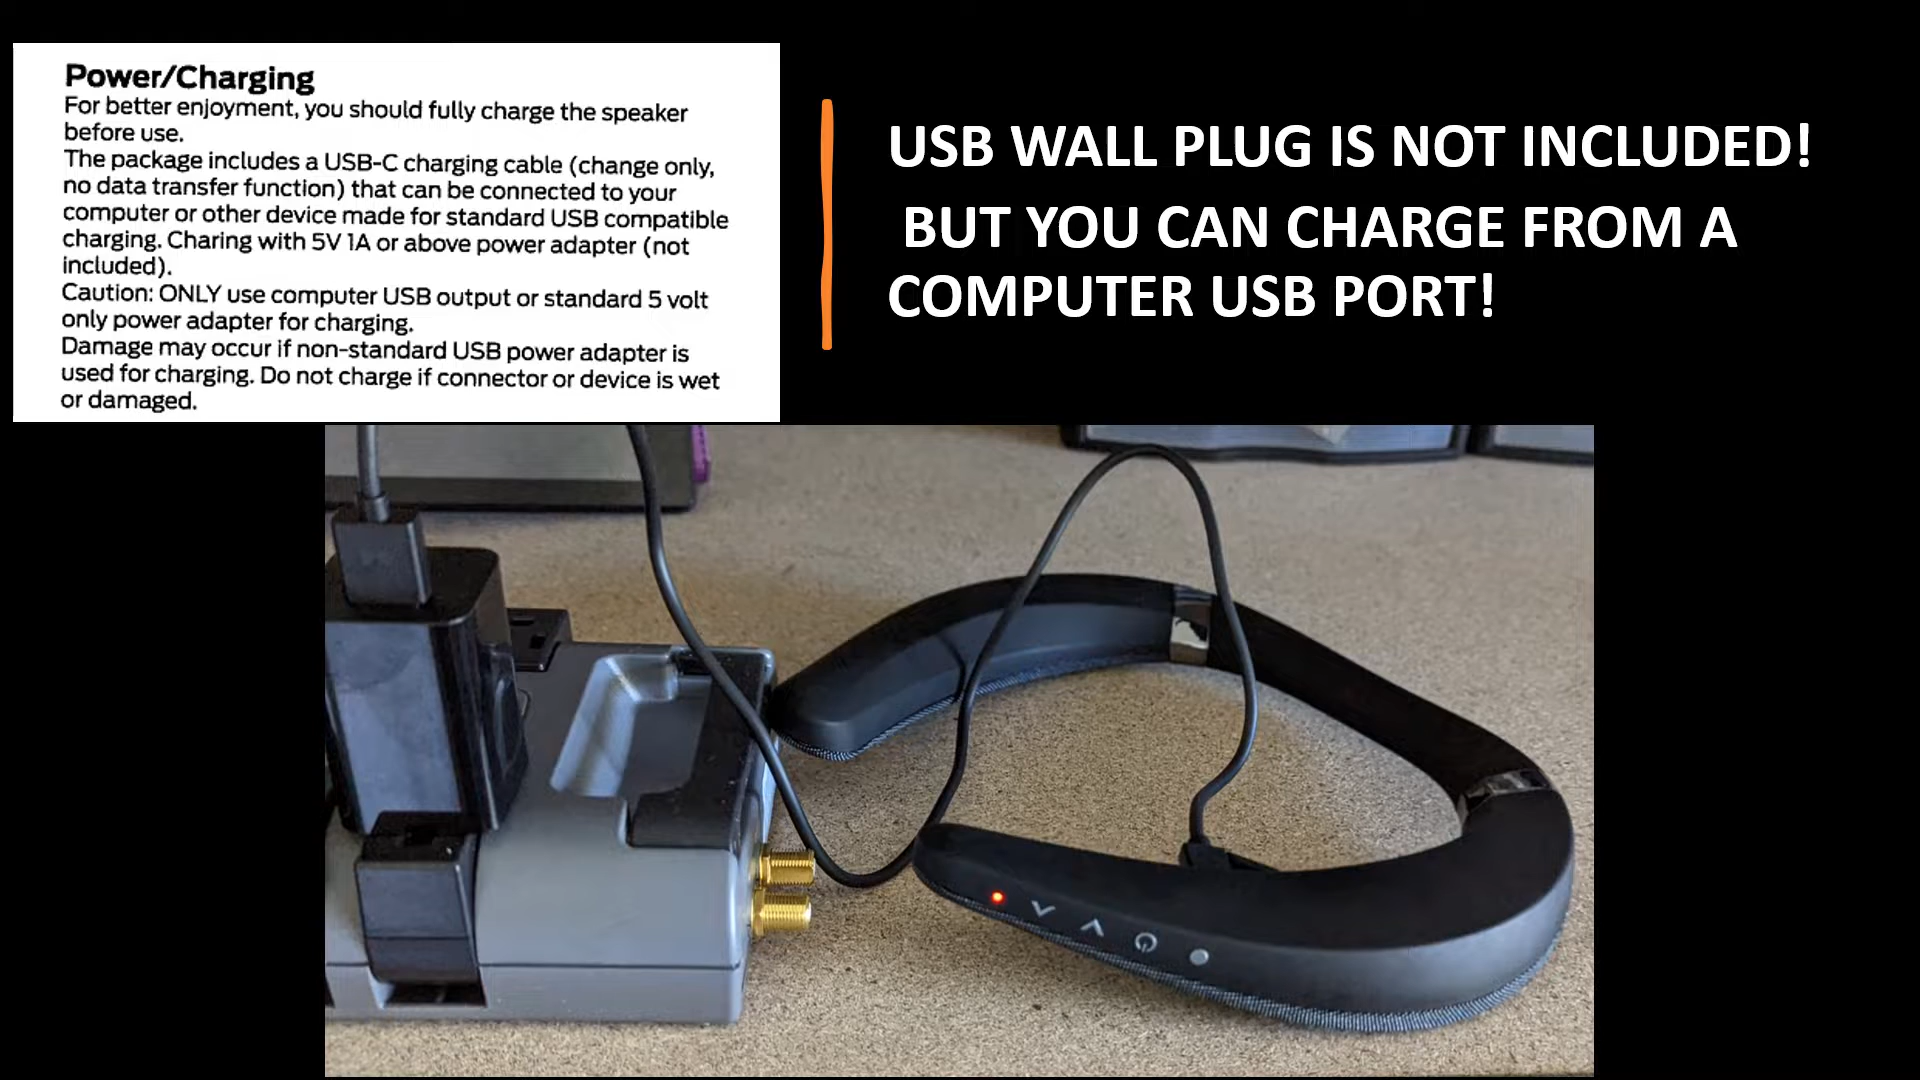 Power/Charging
For better enjoyment, you should fully charge the speaker
before use.
The package includes a USB-C charging cable (change only,
no data transfer function) that can be connected to your
computer or other device made for standard USB compatible
charging. Charing with 5V 1A or above power adapter (not
included).
Caution: ONLY use computer USB output or standard 5 volt
only power adapter for charging.
Damage may occur if non-standard USB power adapter is
used for charging. Do not charge if connector or device is wet
or damaged.
USB WALL PLUG IS NOT INCLUDED!
BUT YOU CAN CHARGE FROM A
COMPUTER USB PORT!